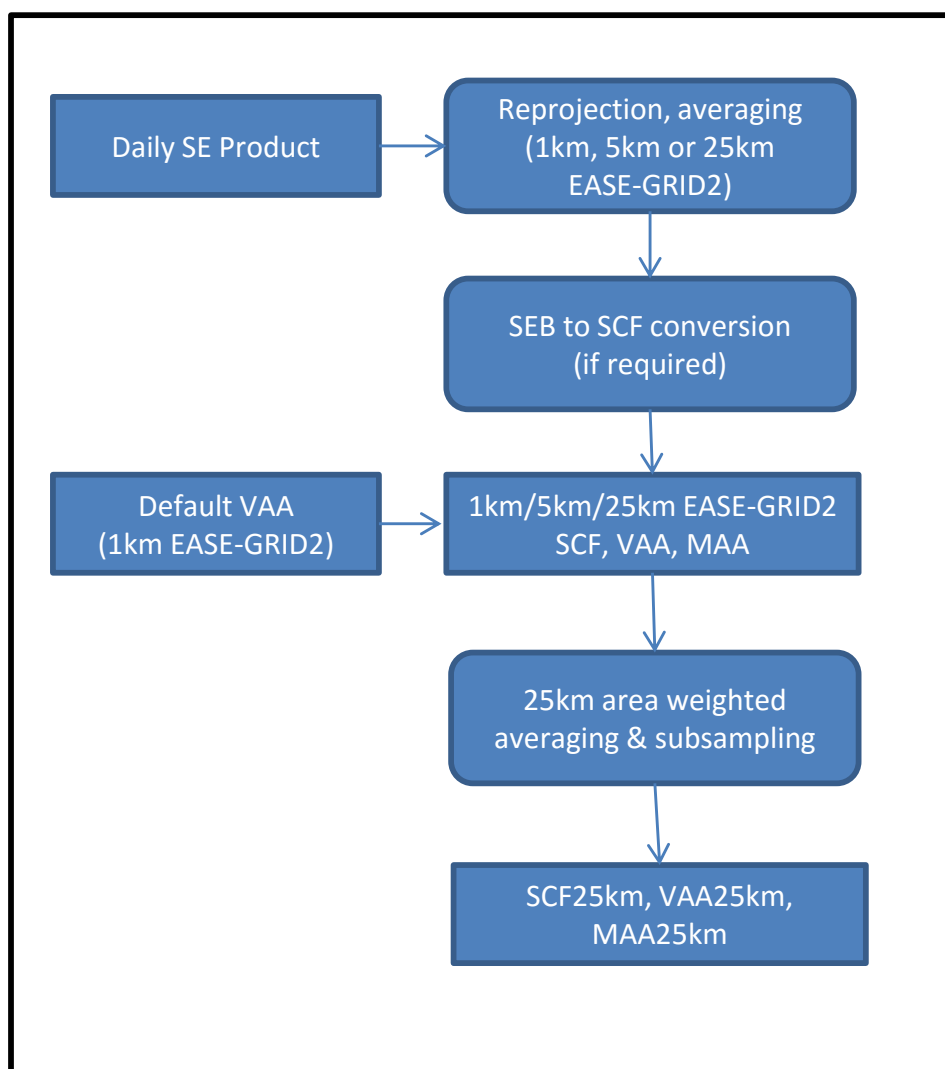 Daily SE Product
Reprojection, averaging
(1km, 5km or 25km
EASE-GRID2)
SEB to SCF conversion
(if required)
Default VAA
(1km EASE-GRID2)
1km/5km/25km EASE-GRID2
SCF, VAA, MAA
25km area weighted
averaging & subsampling
SCF25km, VAA25km,
MAA25km